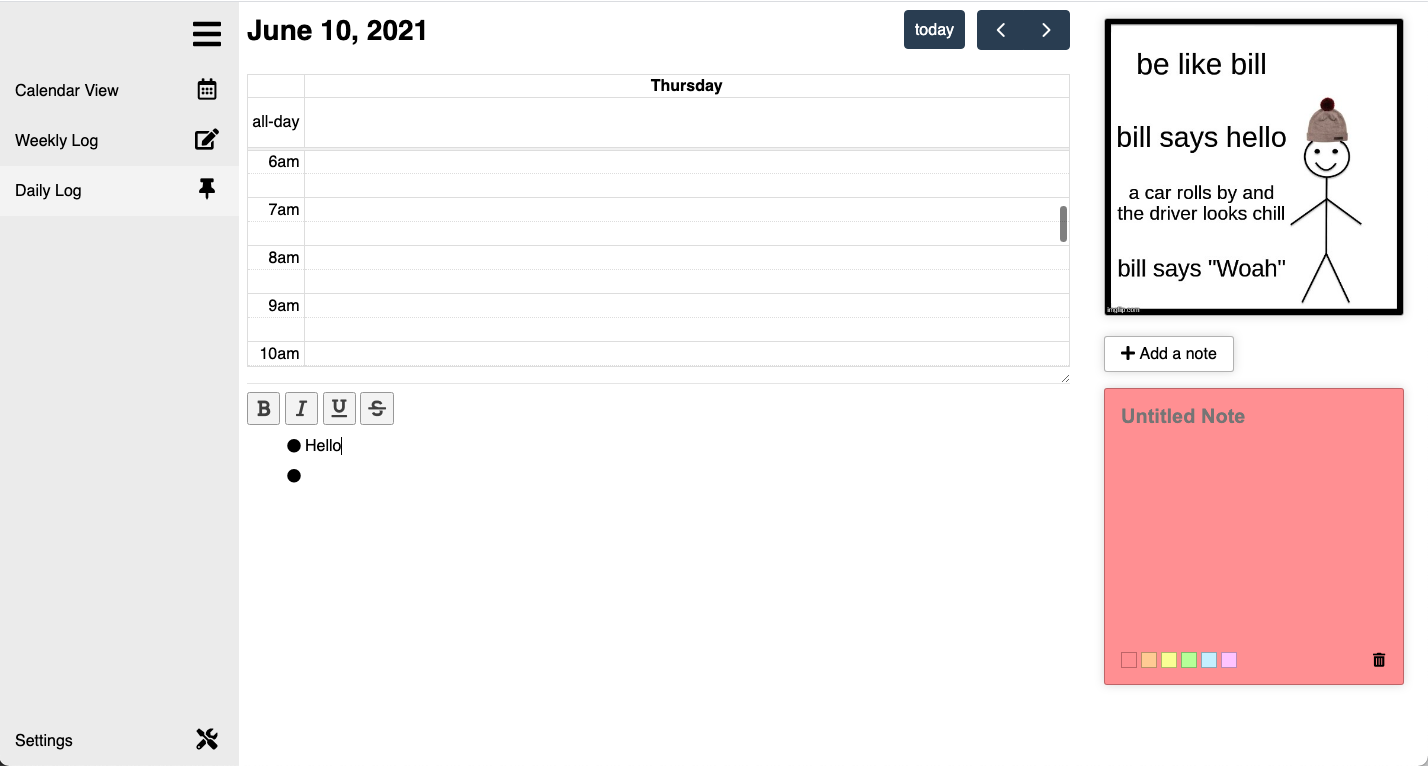 June 10, 2021
today
Calendar View
Weekly Log
Daily Log
Settings
Thursday
all-day
6am
7am
8am
9am
10am
B I U S
Hello
be like bill
bill says hello
a car rolls by and
the driver looks chill
bill says "Woah"
imgflip.com
Add a note
Untitled Note